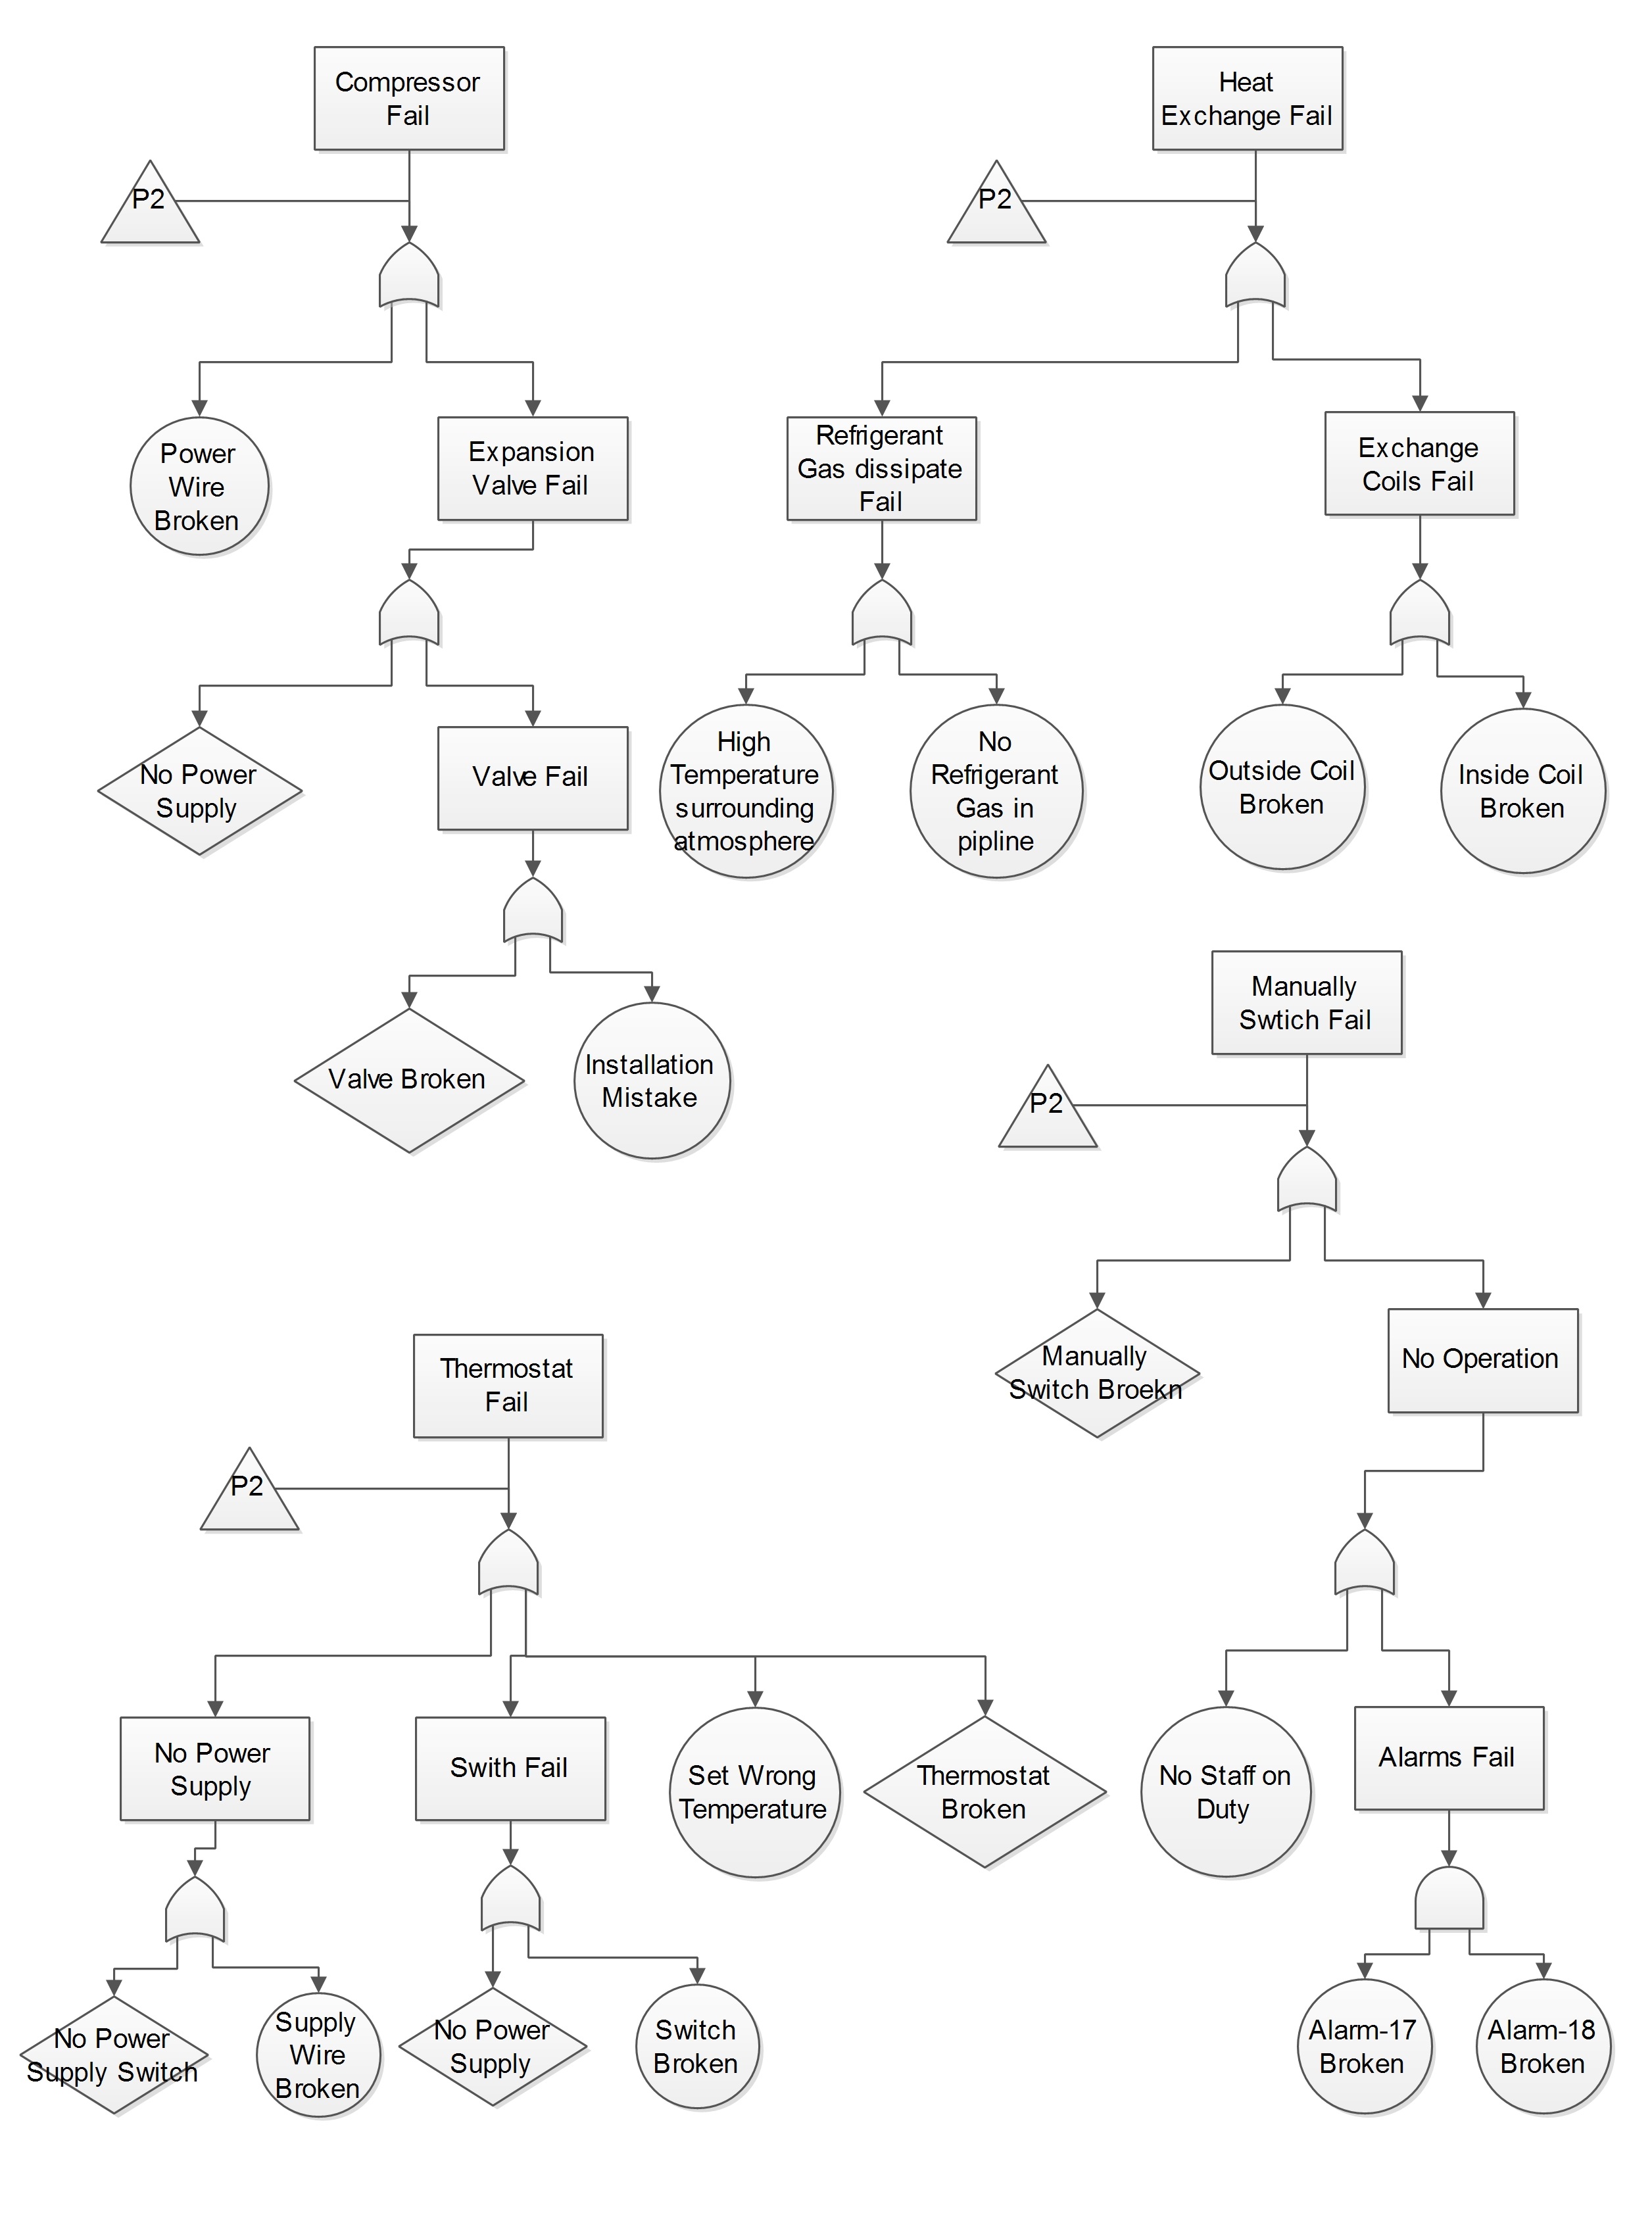 Compressor
Fail
Heat
Exchange Fail
P2
P2
Power
Wire
Broken
Expansion
Valve Fail
Refrigerant
Gas dissipate
Fail
Exchange
Coils Fail
No Power
Supply
Valve Fail
High
Temperature
surrounding
atmosphere
No
Refrigerant
Gas in
pipline
Outside Coil
Broken
Inside Coil
Broken
Valve Broken
Installation
Mistake
Manually
Swtich Fail
P2
Manually
Switch Broekn
No Operation
Thermostat
Fail
P2
No Power
Supply
Swith Fail
Set Wrong
Temperature
Thermostat
Broken
No Staff on
Duty
Alarms Fail
No Power
Supply Switch
Supply
Wire
Broken
No Power
Supply
Switch
Broken
Alarm-17
Broken
Alarm-18
Broken